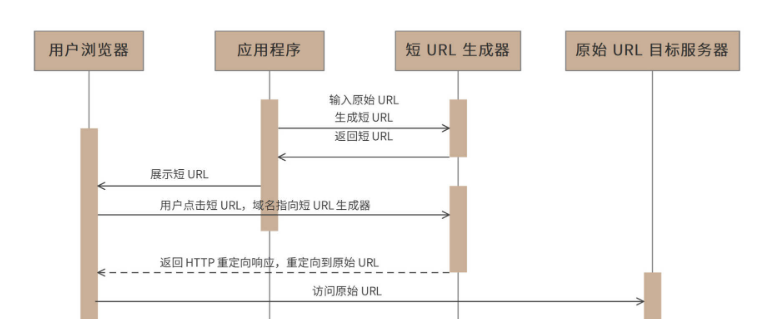 用户浏览器
应用程序
短 URL 生成器
原始 URL 目标服务器
输入原始 URL
生成短 URL
返回短 URL
展示短 URL
用户点击短 URL，域名指向短 URL 生成器
返回 HTTP 重定向响应，重定向到原始 URL
访问原始 URL